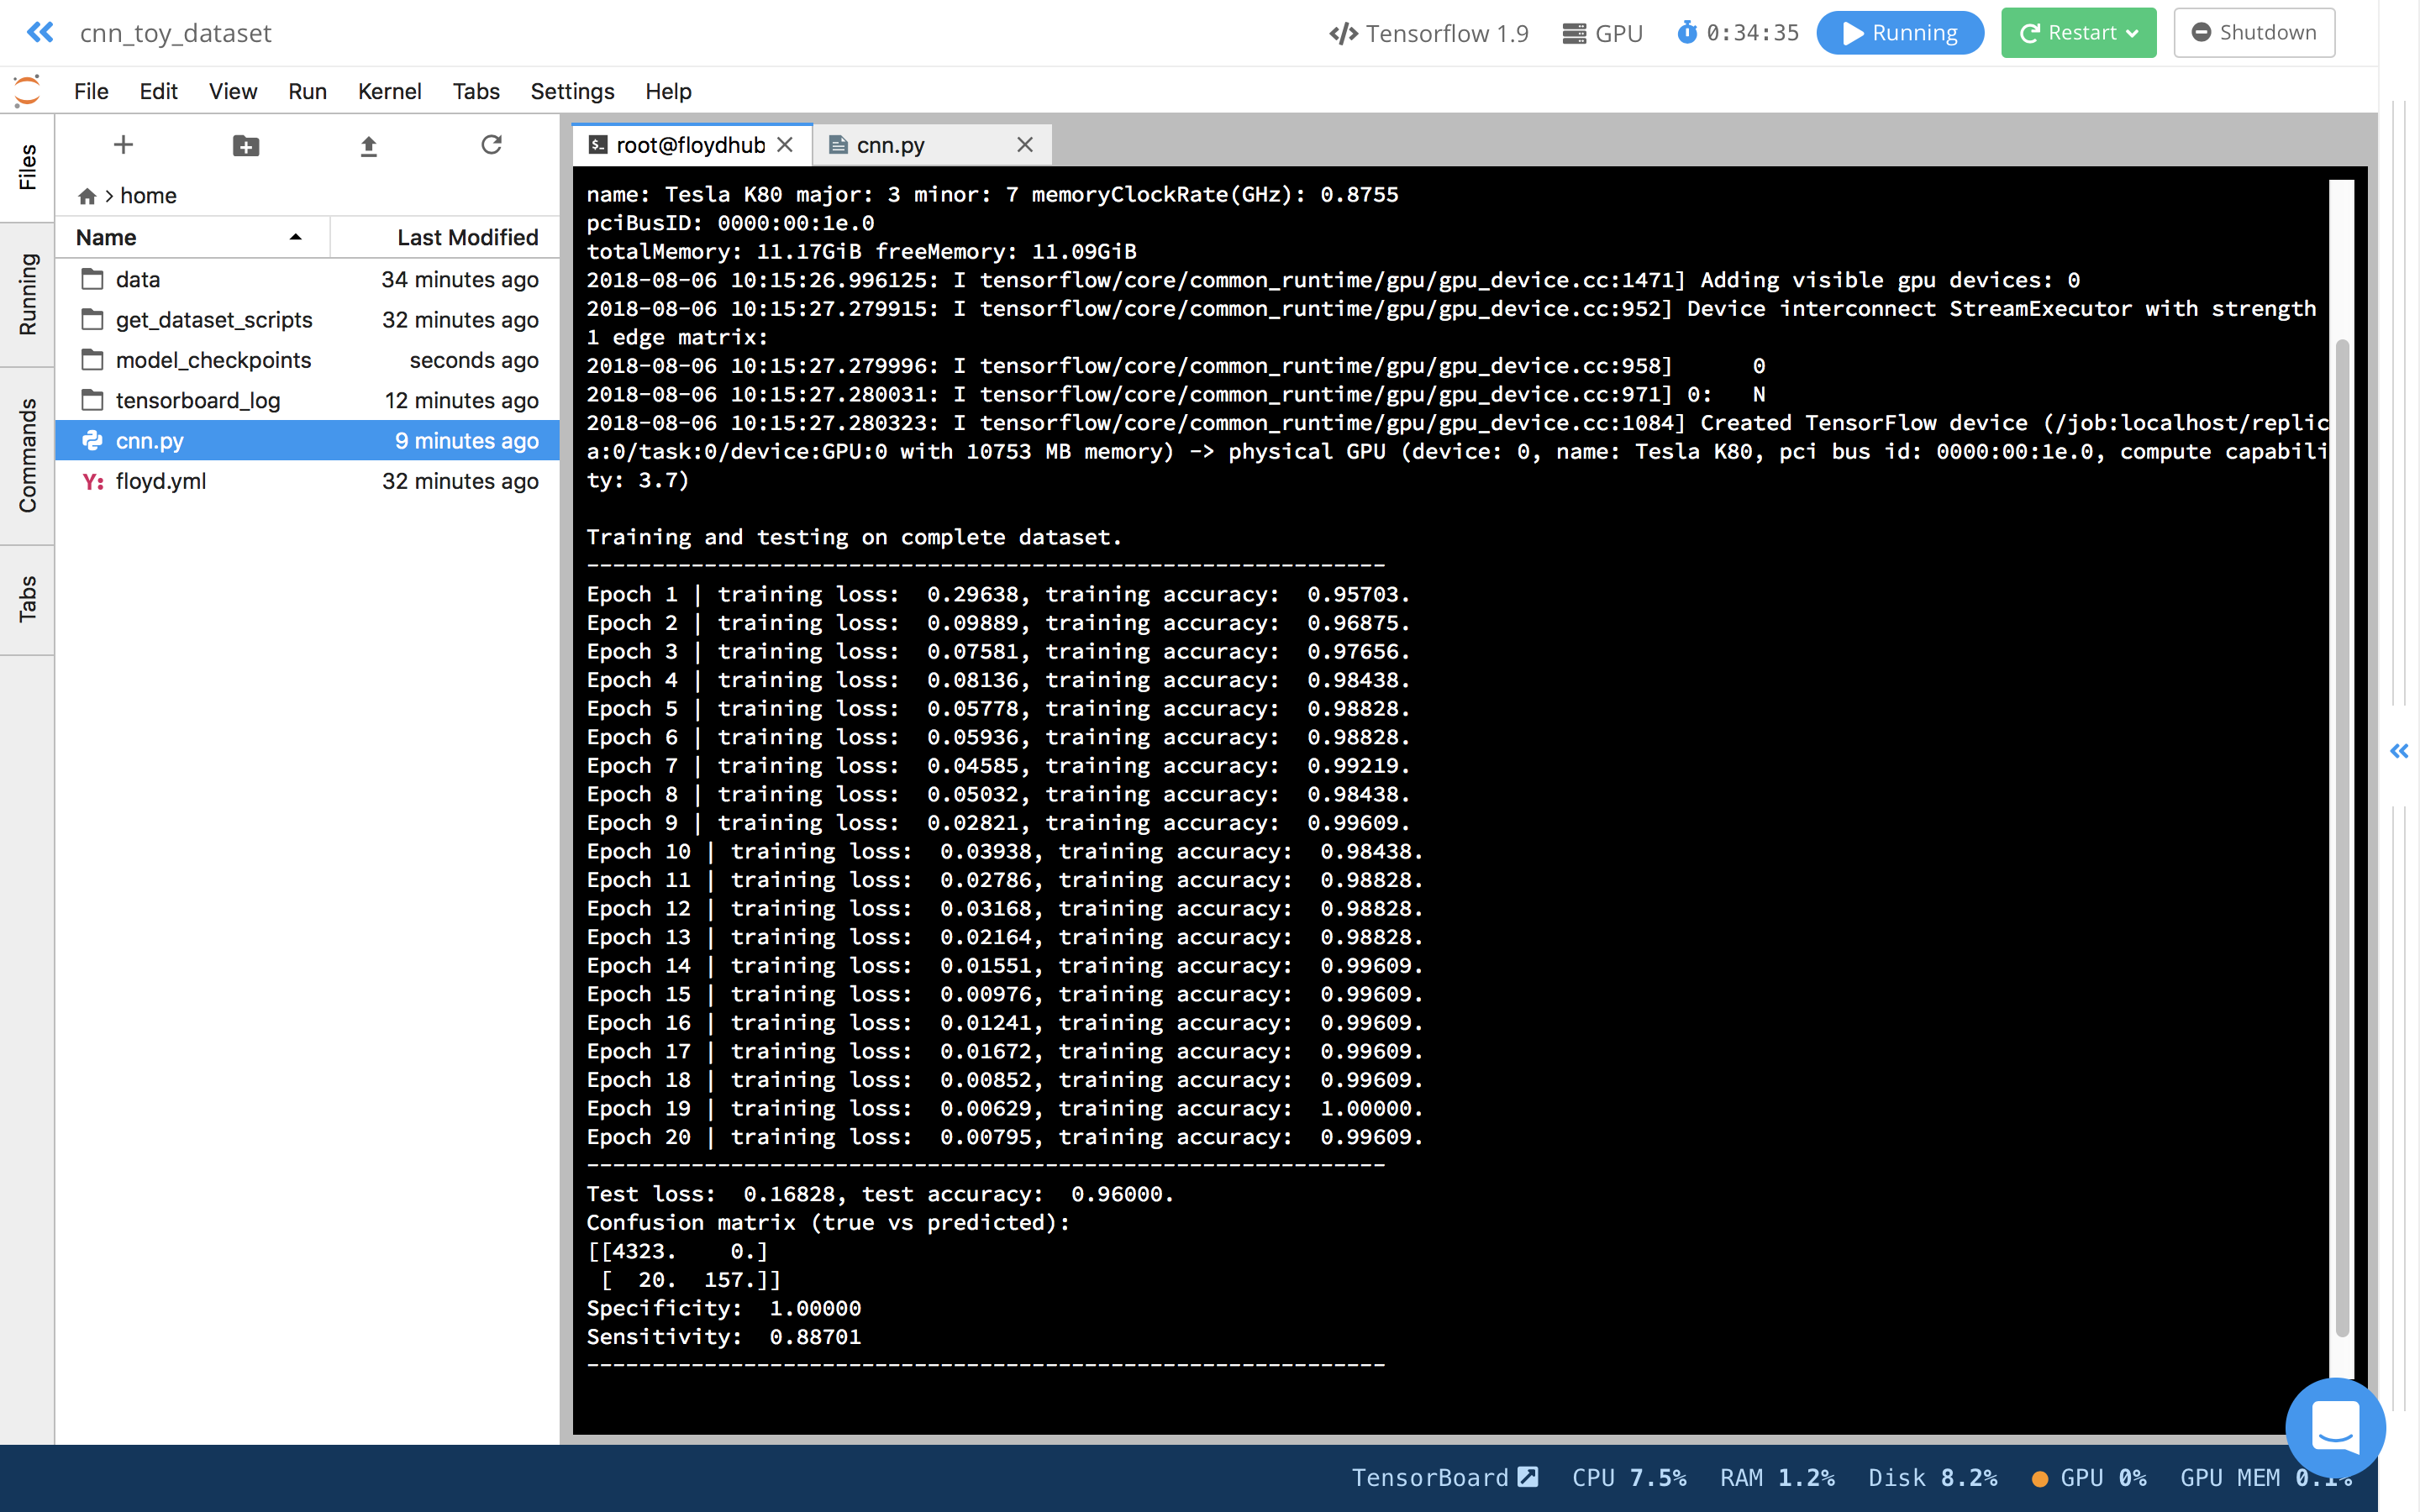 cnn_toy_dataset
Tensorflow 1.9 GPU 0:34:35 Running Restart Shutdown
File Edit View Run Kernel Tabs Settings Help
Files
Running
Commands
Tabs
home
Name Last Modified
data 34 minutes ago
get_dataset_scripts 32 minutes ago
model_checkpoints seconds ago
tensorboard_log 12 minutes ago
cnn.py 9 minutes ago
Y: floyd.yml 32 minutes ago
$_ root@floydhub cnn.py
name: Tesla K80 major: 3 minor: 7 memoryClockRate(GHz): 0.8755
pciBusID: 0000:00:1e.0
totalMemory: 11.17GiB freeMemory: 11.09GiB
2018-08-06 10:15:26.996125: I tensorflow/core/common_runtime/gpu/gpu_device.cc:1471] Adding visible gpu devices: 0
2018-08-06 10:15:27.279915: I tensorflow/core/common_runtime/gpu/gpu_device.cc:952] Device interconnect StreamExecutor with strength
1 edge matrix:
2018-08-06 10:15:27.279996: I tensorflow/core/common_runtime/gpu/gpu_device.cc:958]      0
2018-08-06 10:15:27.280031: I tensorflow/core/common_runtime/gpu/gpu_device.cc:971] 0:   N
2018-08-06 10:15:27.280323: I tensorflow/core/common_runtime/gpu/gpu_device.cc:1084] Created TensorFlow device (/job:localhost/replic
a:0/task:0/device:GPU:0 with 10753 MB memory) -> physical GPU (device: 0, name: Tesla K80, pci bus id: 0000:00:1e.0, compute capabili
ty: 3.7)
Training and testing on complete dataset.
-------------------------------------------------------------
Epoch 1 | training loss:  0.29638, training accuracy:  0.95703.
Epoch 2 | training loss:  0.09889, training accuracy:  0.96875.
Epoch 3 | training loss:  0.07581, training accuracy:  0.97656.
Epoch 4 | training loss:  0.08136, training accuracy:  0.98438.
Epoch 5 | training loss:  0.05778, training accuracy:  0.98828.
Epoch 6 | training loss:  0.05936, training accuracy:  0.98828.
Epoch 7 | training loss:  0.04585, training accuracy:  0.99219.
Epoch 8 | training loss:  0.05032, training accuracy:  0.98438.
Epoch 9 | training loss:  0.02821, training accuracy:  0.99609.
Epoch 10 | training loss:  0.03938, training accuracy:  0.98438.
Epoch 11 | training loss:  0.02786, training accuracy:  0.98828.
Epoch 12 | training loss:  0.03168, training accuracy:  0.98828.
Epoch 13 | training loss:  0.02164, training accuracy:  0.98828.
Epoch 14 | training loss:  0.01551, training accuracy:  0.99609.
Epoch 15 | training loss:  0.00976, training accuracy:  0.99609.
Epoch 16 | training loss:  0.01241, training accuracy:  0.99609.
Epoch 17 | training loss:  0.01672, training accuracy:  0.99609.
Epoch 18 | training loss:  0.00852, training accuracy:  0.99609.
Epoch 19 | training loss:  0.00629, training accuracy:  1.00000.
Epoch 20 | training loss:  0.00795, training accuracy:  0.99609.
-------------------------------------------------------------
Test loss:  0.16828, test accuracy:  0.96000.
Confusion matrix (true vs predicted):
[[4323.    0.]
 [  20.  157.]]
Specificity:  1.00000
Sensitivity:  0.88701
-------------------------------------------------------------
TensorBoard CPU 7.5% RAM 1.2% Disk 8.2% GPU 0% GPU MEM 0.1%